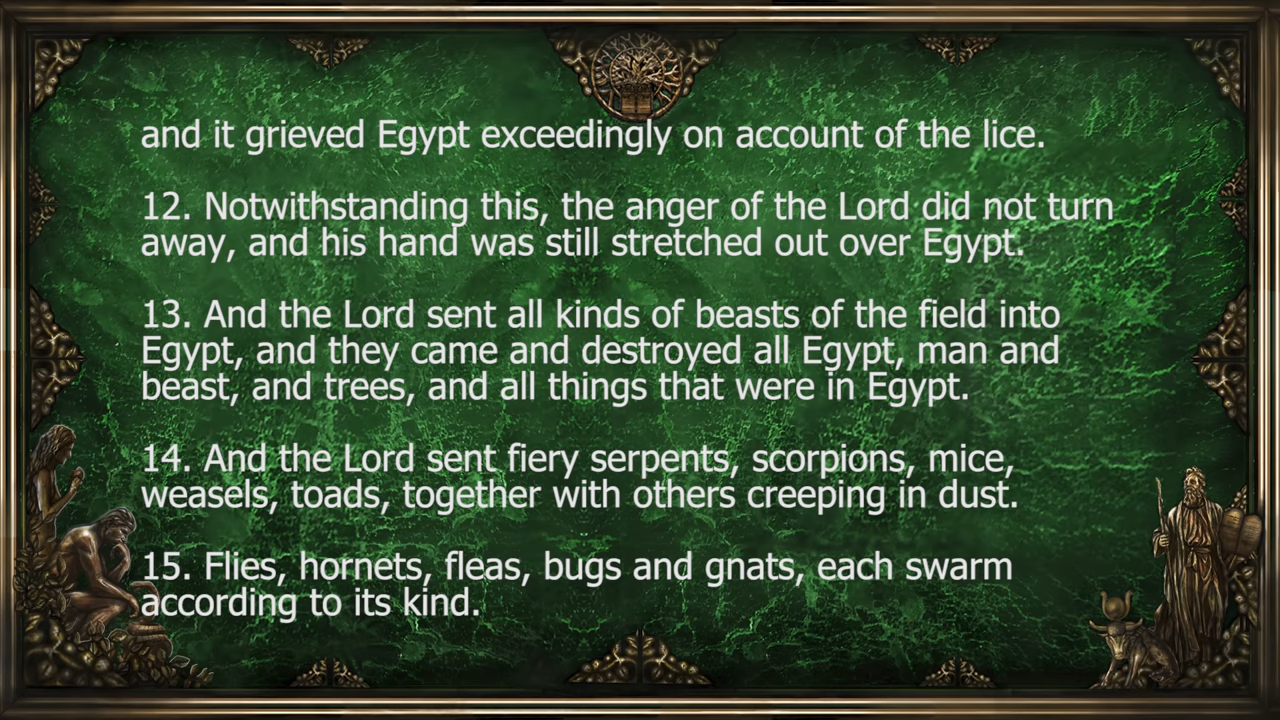 and it grieved Egypt exceedingly on account of the lice.
12. Notwithstanding this, the anger of the Lord did not turn
away, and his hand was still stretched out over Egypt.
13. And the Lord sent all kinds of beasts of the field into
Egypt, and they came and destroyed all Egypt, man and
beast, and trees, and all things that were in Egypt.
14. And the Lord sent fiery serpents, scorpions, mice,
weasels, toads, together with others creeping in dust.
15. Flies, hornets, fleas, bugs and gnats, each swarm
according to its kind.